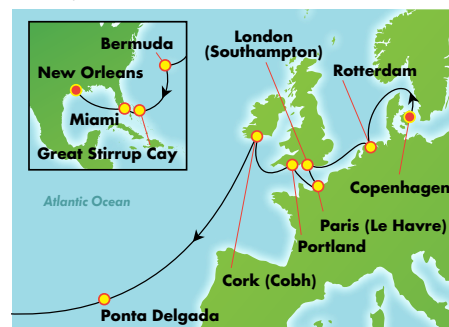 London
(Southampton)
Bermuda
New Orleans
Rotterdam
Miami
Great Stirrup Cay
Copenhagen
Atlantic Ocean
Paris (Le Havre)
Portland
Cork (Cobh)
Ponta Delgada